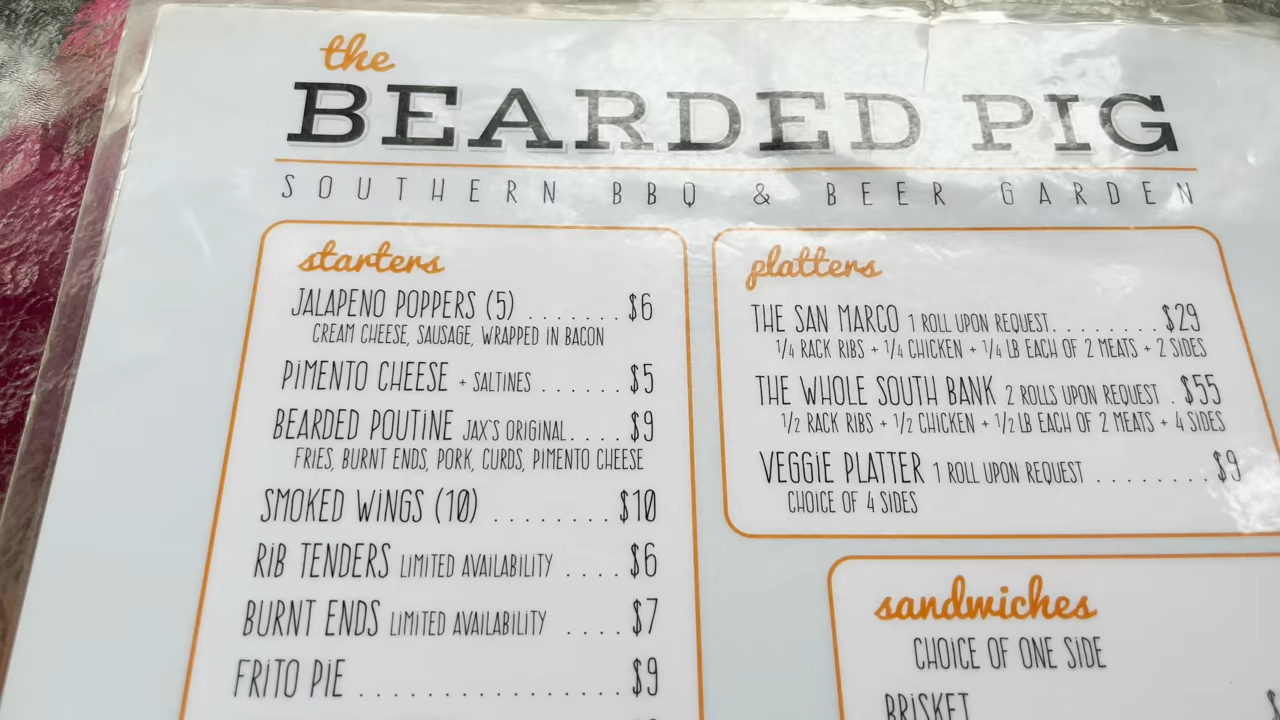 the
BEARDED PIG
SOUTHERN BBQ & BEER GARDEN
starters
JALAPENO POPPERS (5) ....... $6
CREAM CHEESE, SAUSAGE, WRAPPED IN BACON
PIMENTO CHEESE + SALTINES ...... $5
BEARDED POUTINE JAX'S ORIGINAL.... $9
FRIES, BURNT ENDS, PORK, CURDS, PIMENTO CHEESE
SMOKED WINGS (10) ........ $10
RIB TENDERS LIMITED AVAILABILITY .... $6
BURNT ENDS LIMITED AVAILABILITY .... $7
FRITO PIE ................. $9
platters
THE SAN MARCO 1 ROLL UPON REQUEST......... $29
1/4 RACK RIBS + 1/4 CHICKEN + 1/4 LB EACH OF 2 MEATS + 2 SIDES
THE WHOLE SOUTH BANK 2 ROLLS UPON REQUEST . $55
1/2 RACK RIBS + 1/2 CHICKEN + 1/2 LB EACH OF 2 MEATS + 4 SIDES
VEGGIE PLATTER 1 ROLL UPON REQUEST ......... $9
CHOICE OF 4 SIDES
sandwiches
CHOICE OF ONE SIDE
BRISKET